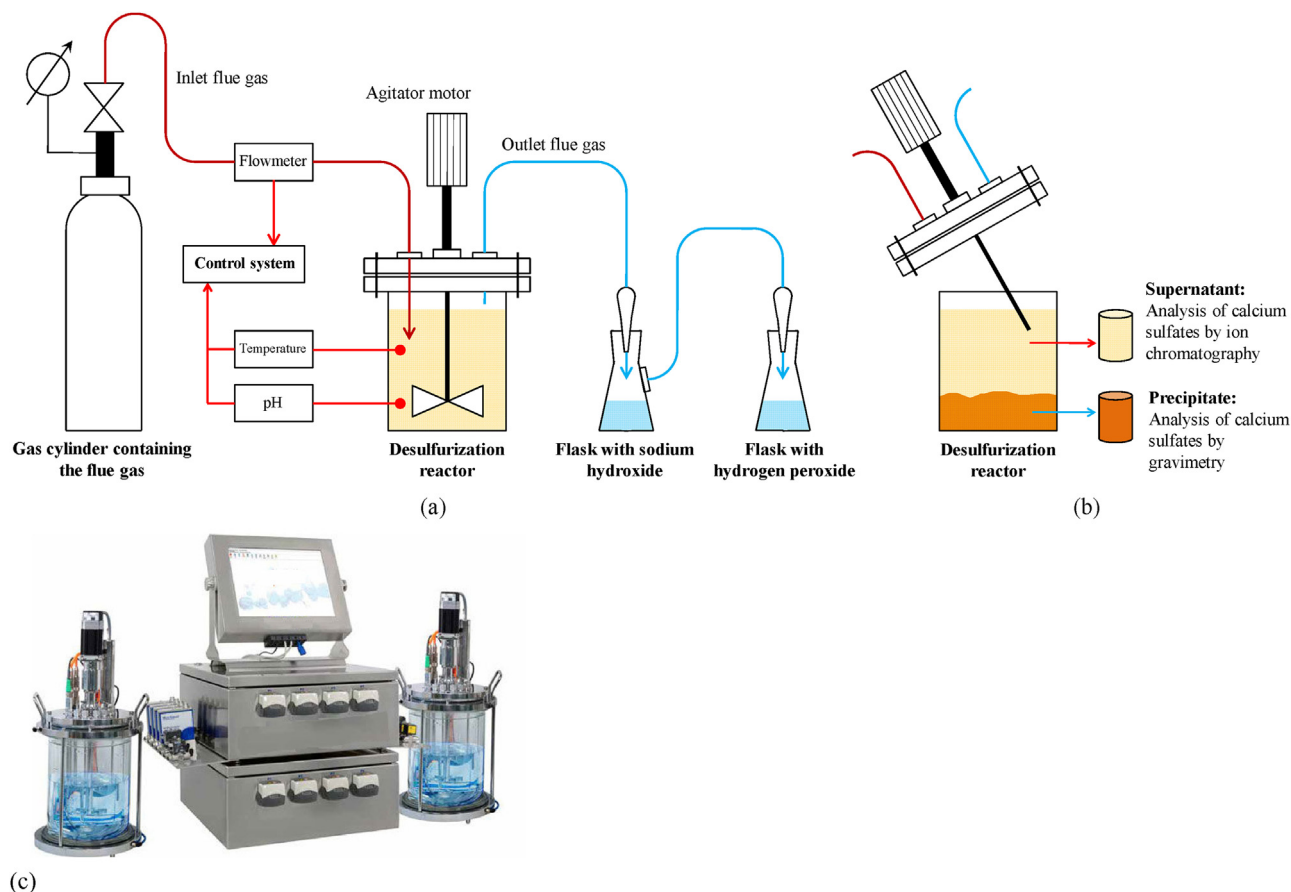 Inlet flue gas
Agitator motor
Outlet flue gas
Flowmeter
Control system
Temperature
pH
Gas cylinder containing
the flue gas
Desulfurization
reactor
Flask with sodium
hydroxide
Flask with
hydrogen peroxide
(a)
Supernatant:
Analysis of calcium
sulfates by ion
chromatography
Precipitate:
Analysis of calcium
sulfates by
gravimetry
Desulfurization
reactor
(b)
(c)